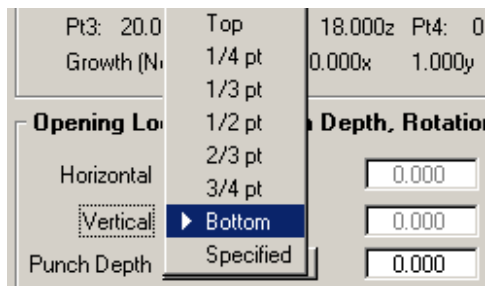 Pt3: 20.0 Top 18.000z Pt4: 0
Growth (N 1/4 pt 0.000x 1.000y
1/3 pt
Opening Lo 1/2 pt Depth, Rotatio
2/3 pt
Horizontal 0.000
3/4 pt
Vertical Bottom 0.000
Specified
Punch Depth 0.000